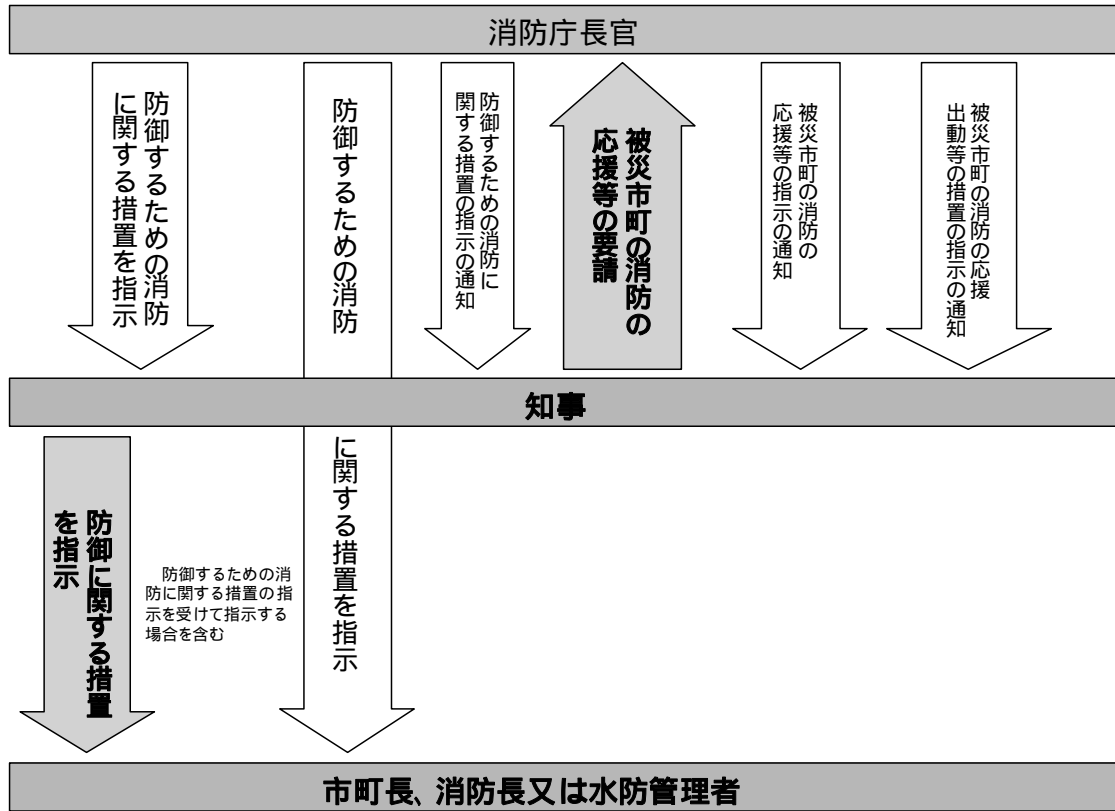 消防庁長官
防御するための消防
に関する措置を指示
防御するための消防
に関する措置を指示
防御するための消防に
関する措置の指示の通知
被災市町の消防の
応援等の要請
被災市町の消防の
応援等の指示の通知
被災市町の消防の応援
出動等の措置の指示の通知
知事
防御に関する措置
を指示
防御するための消
防に関する措置の指
示を受けて指示する
場合を含む
市町長、消防長又は水防管理者